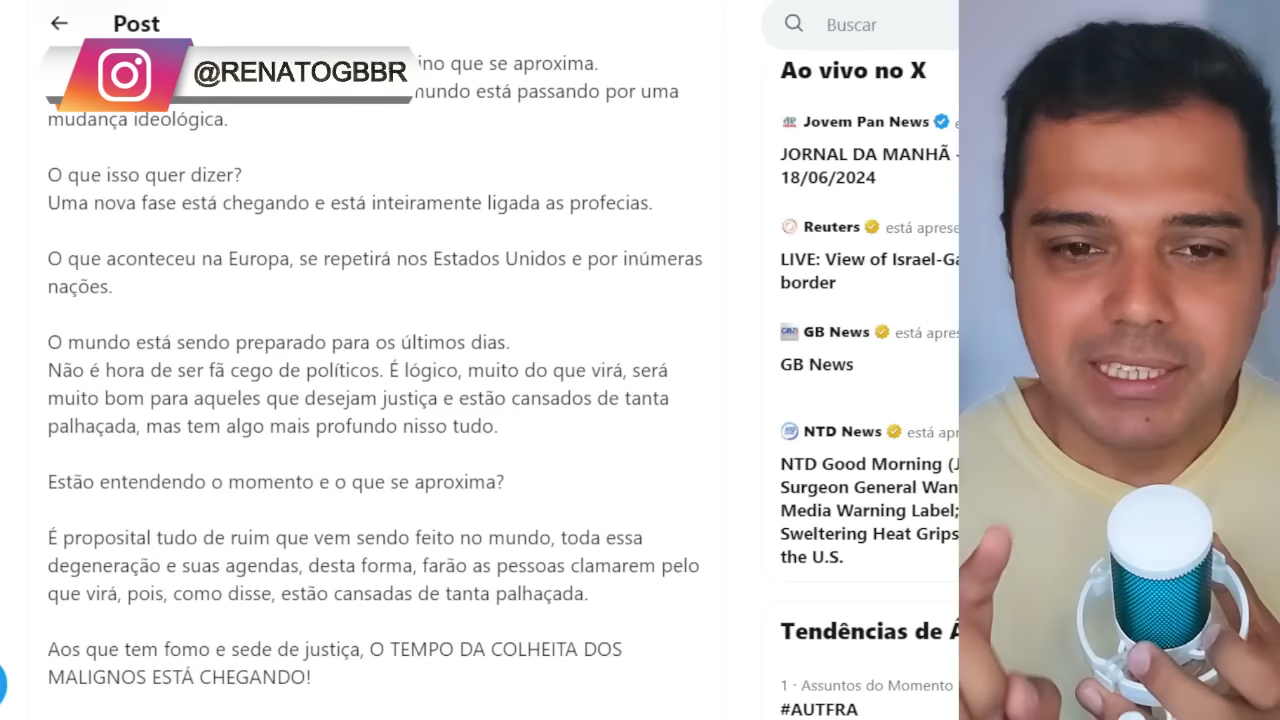 Post
@RENATOGBBR
ino que se aproxima.
mundo está passando por uma
mudança ideológica.
O que isso quer dizer?
Uma nova fase está chegando e está inteiramente ligada as profecias.
O que aconteceu na Europa, se repetirá nos Estados Unidos e por inúmeras
nações.
O mundo está sendo preparado para os últimos dias.
Não é hora de ser fã cego de políticos. É lógico, muito do que virá, será
muito bom para aqueles que desejam justiça e estão cansados de tanta
palhaçada, mas tem algo mais profundo nisso tudo.
Estão entendendo o momento e o que se aproxima?
É proposital tudo de ruim que vem sendo feito no mundo, toda essa
degeneração e suas agendas, desta forma, farão as pessoas clamarem pelo
que virá, pois, como disse, estão cansadas de tanta palhaçada.
Aos que tem fomo e sede de justiça, O TEMPO DA COLHEITA DOS
MALIGNOS ESTÁ CHEGANDO!
Buscar
Ao vivo no X
Jovem Pan News e
JORNAL DA MANHÃ -
18/06/2024
Reuters está aprese
LIVE: View of Israel-Ga
border
GBN GB News está apres
GB News
NTD NTD News está apr
NTD Good Morning (J
Surgeon General Wan
Media Warning Label;
Sweltering Heat Grips
the U.S.
Tendências de Á
1 · Assuntos do Momento
#AUTFRA